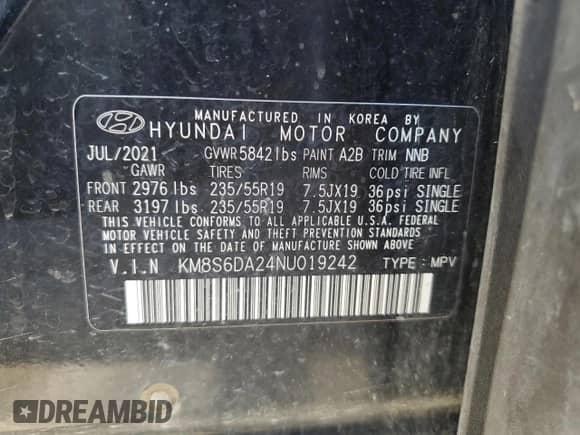 MANUFACTURED IN KOREA BY
HYUNDAI MOTOR COMPANY
JUL/2021 GVWR 5842lbs PAINT A2B TRIM NNB
GAWR TIRES RIMS COLD TIRE INFL
FRONT 2976lbs 235/55R19 7.5JX19 36psi SINGLE
REAR 3197lbs 235/55R19 7.5JX19 36psi SINGLE
THIS VEHICLE CONFORMS TO ALL APPLICABLE U.S.A. FEDERAL
MOTOR VEHICLE SAFETY AND THEFT PREVENTION STANDARDS
IN EFFECT ON THE DATE OF MANUFACTURE SHOWN ABOVE.
V.I.N KM8S6DA24NU019242 TYPE : MPV
DREAMBID